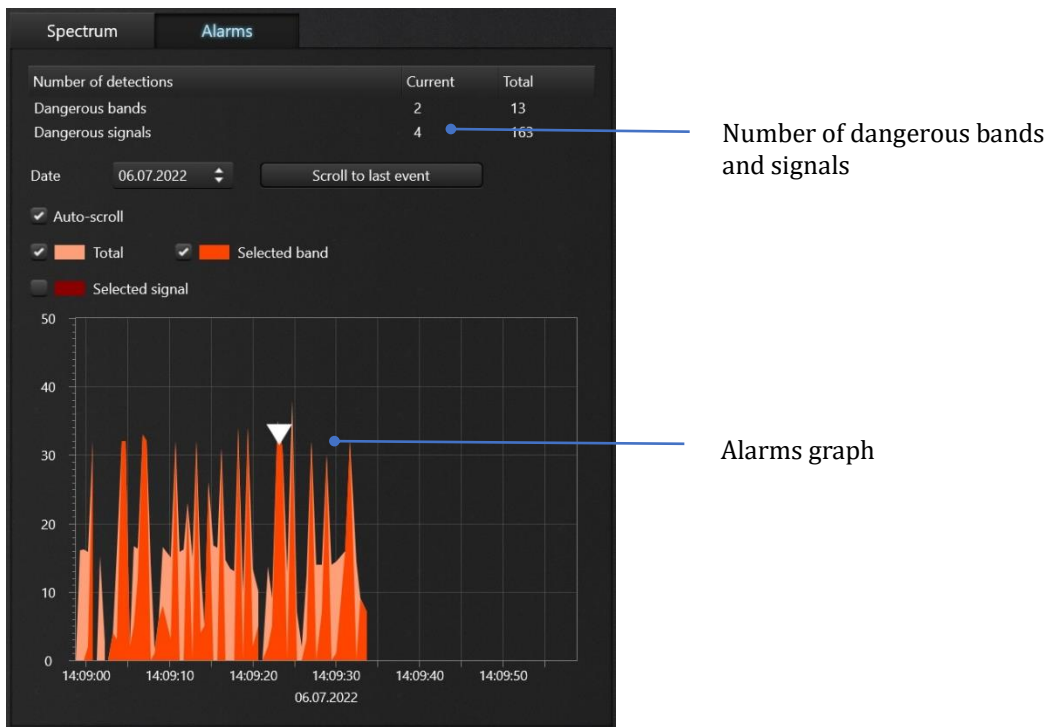 Spectrum Alarms
Number of detections Current Total
Dangerous bands 2 13
Dangerous signals 4 163
Number of dangerous bands
and signals
Date 06.07.2022 Scroll to last event
Auto-scroll
Total Selected band
Selected signal
50
40
30
20
10
0
Alarms graph
14:09:00 14:09:10 14:09:20 14:09:30 14:09:40 14:09:50
06.07.2022